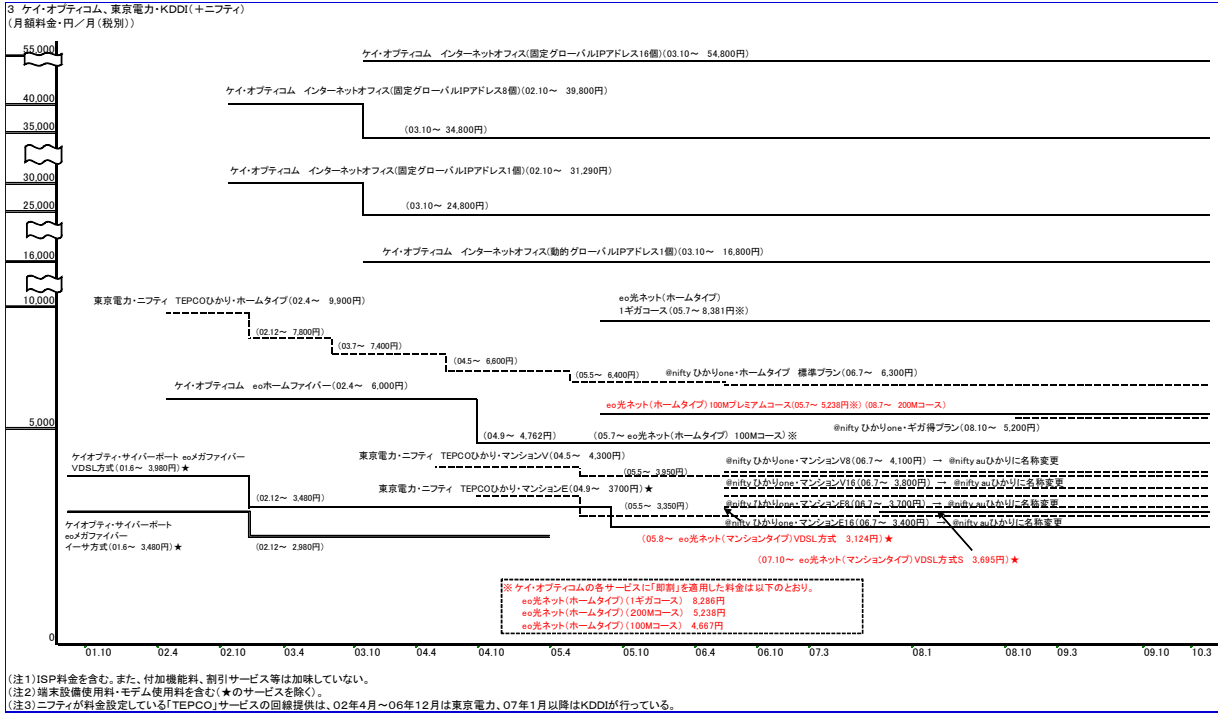 3 ケイ・オプティコム、東京電力・KDDI(+ニフティ)
(月額料金・円/月(税別))
55,000
ケイ・オプティコム インターネットオフィス(固定グローバルIPアドレス16個)(03.10～ 54,800円)
ケイ・オプティコム インターネットオフィス(固定グローバルIPアドレス8個)(02.10～ 39,800円)
40,000
35,000
(03.10～ 34,800円)
ケイ・オプティコム インターネットオフィス(固定グローバルIPアドレス1個)(02.10～ 31,290円)
30,000
25,000
(03.10～ 24,800円)
ケイ・オプティコム インターネットオフィス(動的グローバルIPアドレス1個)(03.10～ 16,800円)
16,000
10,000
東京電力・ニフティ TEPCOひかり・ホームタイプ(02.4～ 9,900円)
eo光ネット(ホームタイプ)
1ギガコース(05.7～ 8,381円※)
(02.12～ 7,800円)
(03.7～ 7,400円)
(04.5～ 6,600円)
(05.5～ 6,400円)
@nifty ひかりone・ホームタイプ 標準プラン(06.7～ 6,300円)
ケイ・オプティコム eoホームファイバー(02.4～ 6,000円)
eo光ネット(ホームタイプ)100Mプレミアムコース(05.7～ 5,238円※)(08.7～ 200Mコース)
5,000
@nifty ひかりone・ギガ得プラン(08.10～ 5,200円)
(04.9～ 4,762円)
(05.7～ eo光ネット(ホームタイプ) 100Mコース)※
ケイオプティ・サイバーポート eoメガファイバー
VDSL方式(01.6～ 3,980円)★
東京電力・ニフティ TEPCOひかり・マンションV(04.5～ 4,300円)
(05.5～ 3,950円)
@nifty ひかりone・マンションV8(06.7～ 4,100円) → @nifty auひかりに名称変更
@nifty ひかりone・マンションV16(06.7～ 3,800円) → @nifty auひかりに名称変更
東京電力・ニフティ TEPCOひかり・マンションE(04.9～ 3700円)★
(02.12～ 3,480円)
(05.5～ 3,350円)
@nifty ひかりone・マンションE8(06.7～ 3,700円) → @nifty auひかりに名称変更
@nifty ひかりone・マンションE16(06.7～ 3,400円) → @nifty auひかりに名称変更
ケイオプティ・サイバーポート
eoメガファイバー
イーサ方式(01.6～ 3,480円)★
(02.12～ 2,980円)
(05.8～ eo光ネット(マンションタイプ)VDSL方式 3,124円)★
(07.10～ eo光ネット(マンションタイプ)VDSL方式S 3,695円)★
※ ケイ・オプティコムの各サービスに「即割」を適用した料金は以下のとおり。
eo光ネット(ホームタイプ)(1ギガコース) 8,286円
eo光ネット(ホームタイプ)(200Mコース) 5,238円
eo光ネット(ホームタイプ)(100Mコース) 4,667円
0
01.10 02.4 02.10 03.4 03.10 04.4 04.10 05.4 05.10 06.4 06.10 07.3 08.1 08.10 09.3 09.10 10.3
(注1)ISP料金を含む。また、付加機能料、割引サービス等は加味していない。
(注2)端末設備使用料・モデム使用料を含む(★のサービスを除く)。
(注3)ニフティが料金設定している「TEPCO」サービスの回線提供は、02年4月～06年12月は東京電力、07年1月以降はKDDIが行っている。